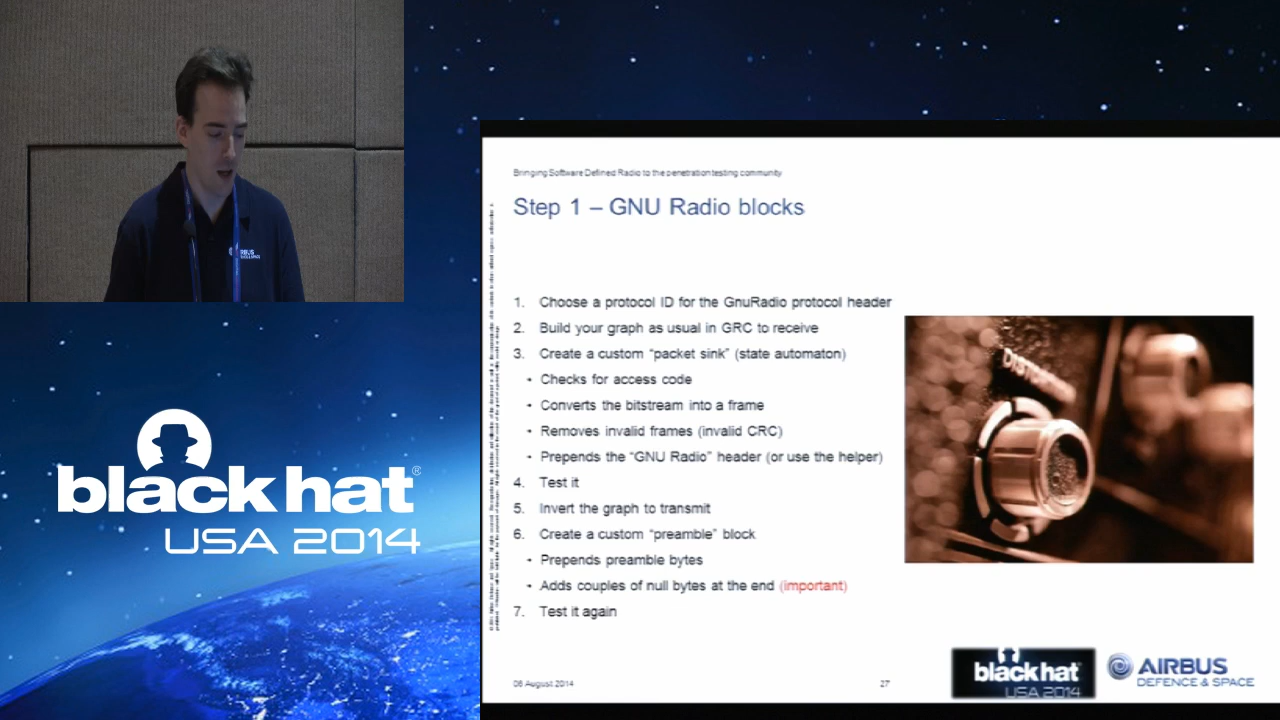 AIRBUS
black hat®
USA 2014
Bringing Software Defined Radio to the penetration testing community
Step 1 – GNU Radio blocks
1. Choose a protocol ID for the GnuRadio protocol header
2. Build your graph as usual in GRC to receive
3. Create a custom “packet sink” (state automaton)
• Checks for access code
• Converts the bitstream into a frame
• Removes invalid frames (invalid CRC)
• Prepends the “GNU Radio” header (or use the helper)
4. Test it
5. Invert the graph to transmit
6. Create a custom “preamble” block
• Prepends preamble bytes
• Adds couples of null bytes at the end (important)
7. Test it again
06 August 2014
27
black hat
USA 2014
AIRBUS
DEFENCE & SPACE